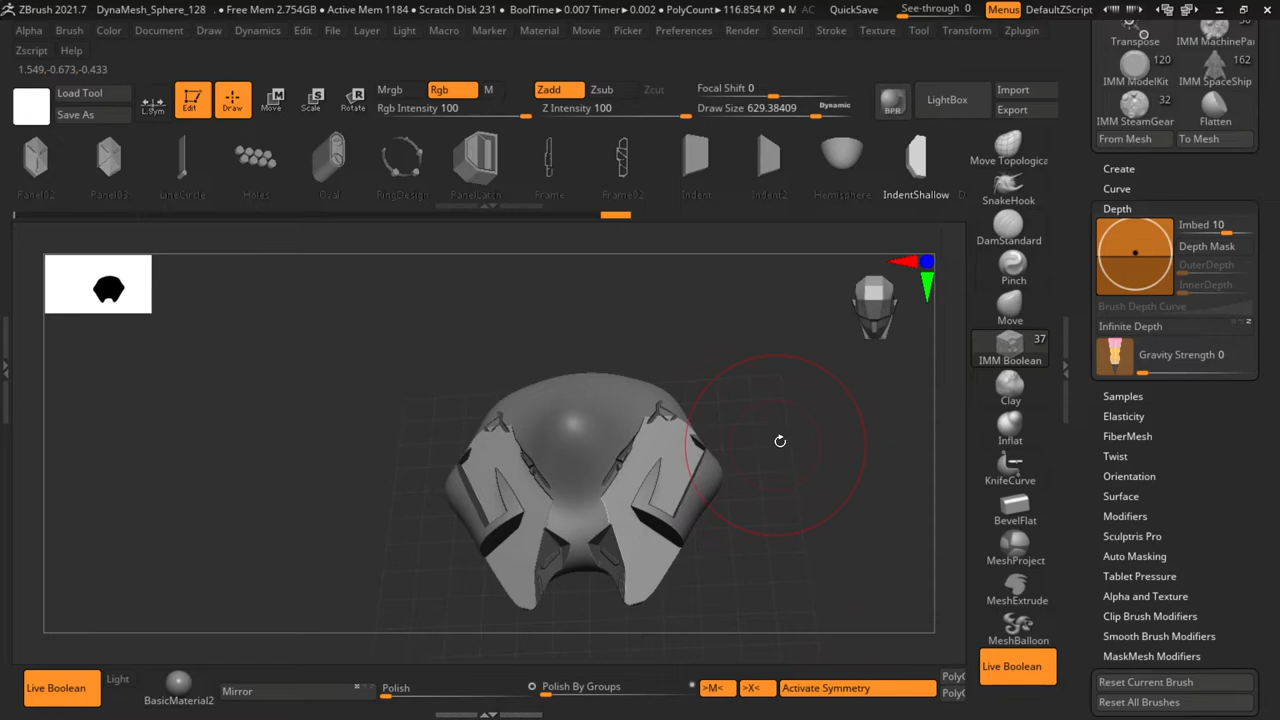 ZBrush 2021.7 DynaMesh_Sphere_128 . • Free Mem 2.754GB • Active Mem 1184 • Scratch Disk 231 • BoolTime▸0.007 Timer▸0.002 • PolyCount▸116.854 KP • M AC QuickSave See-through 0 Menus DefaultZScript
Alpha Brush Color Document Draw Dynamics Edit File Layer Light Macro Marker Material Movie Picker Preferences Render Stencil Stroke Texture Tool Transform Zplugin
Zscript Help
1.549,-0.673,-0.433
Load Tool
Save As
L.Sym
Edit
Draw
Move
Scale
Rotate
Mrgb Rgb M
Rgb Intensity 100
Zadd Zsub Zcut
Z Intensity 100
Focal Shift 0
Draw Size 629.38409 Dynamic
BPR
LightBox
Import
Export
Panel02 Panel03 LineCircle Holes Oval RingDesign PanelLatch Frame Frame02 Indent Indent2 Hemisphere IndentShallow D
Move Topologica
SnakeHook
DamStandard
Pinch
Move
37
IMM Boolean
Clay
Inflat
KnifeCurve
BevelFlat
MeshProject
MeshExtrude
MeshBalloon
Live Boolean
Transpose IMM MachinePar
120 162
IMM ModelKit IMM SpaceShip
32
IMM SteamGear Flatten
From Mesh To Mesh
Create
Curve
Depth
Imbed 10
Depth Mask
OuterDepth
InnerDepth
Brush Depth Curve
Infinite Depth
Gravity Strength 0
Samples
Elasticity
FiberMesh
Twist
Orientation
Surface
Modifiers
Sculptris Pro
Auto Masking
Tablet Pressure
Alpha and Texture
Clip Brush Modifiers
Smooth Brush Modifiers
MaskMesh Modifiers
Reset Current Brush
Reset All Brushes
Live Boolean
Light
BasicMaterial2
Mirror
Polish
Polish By Groups
>M< >X< Activate Symmetry
PolyG
PolyG